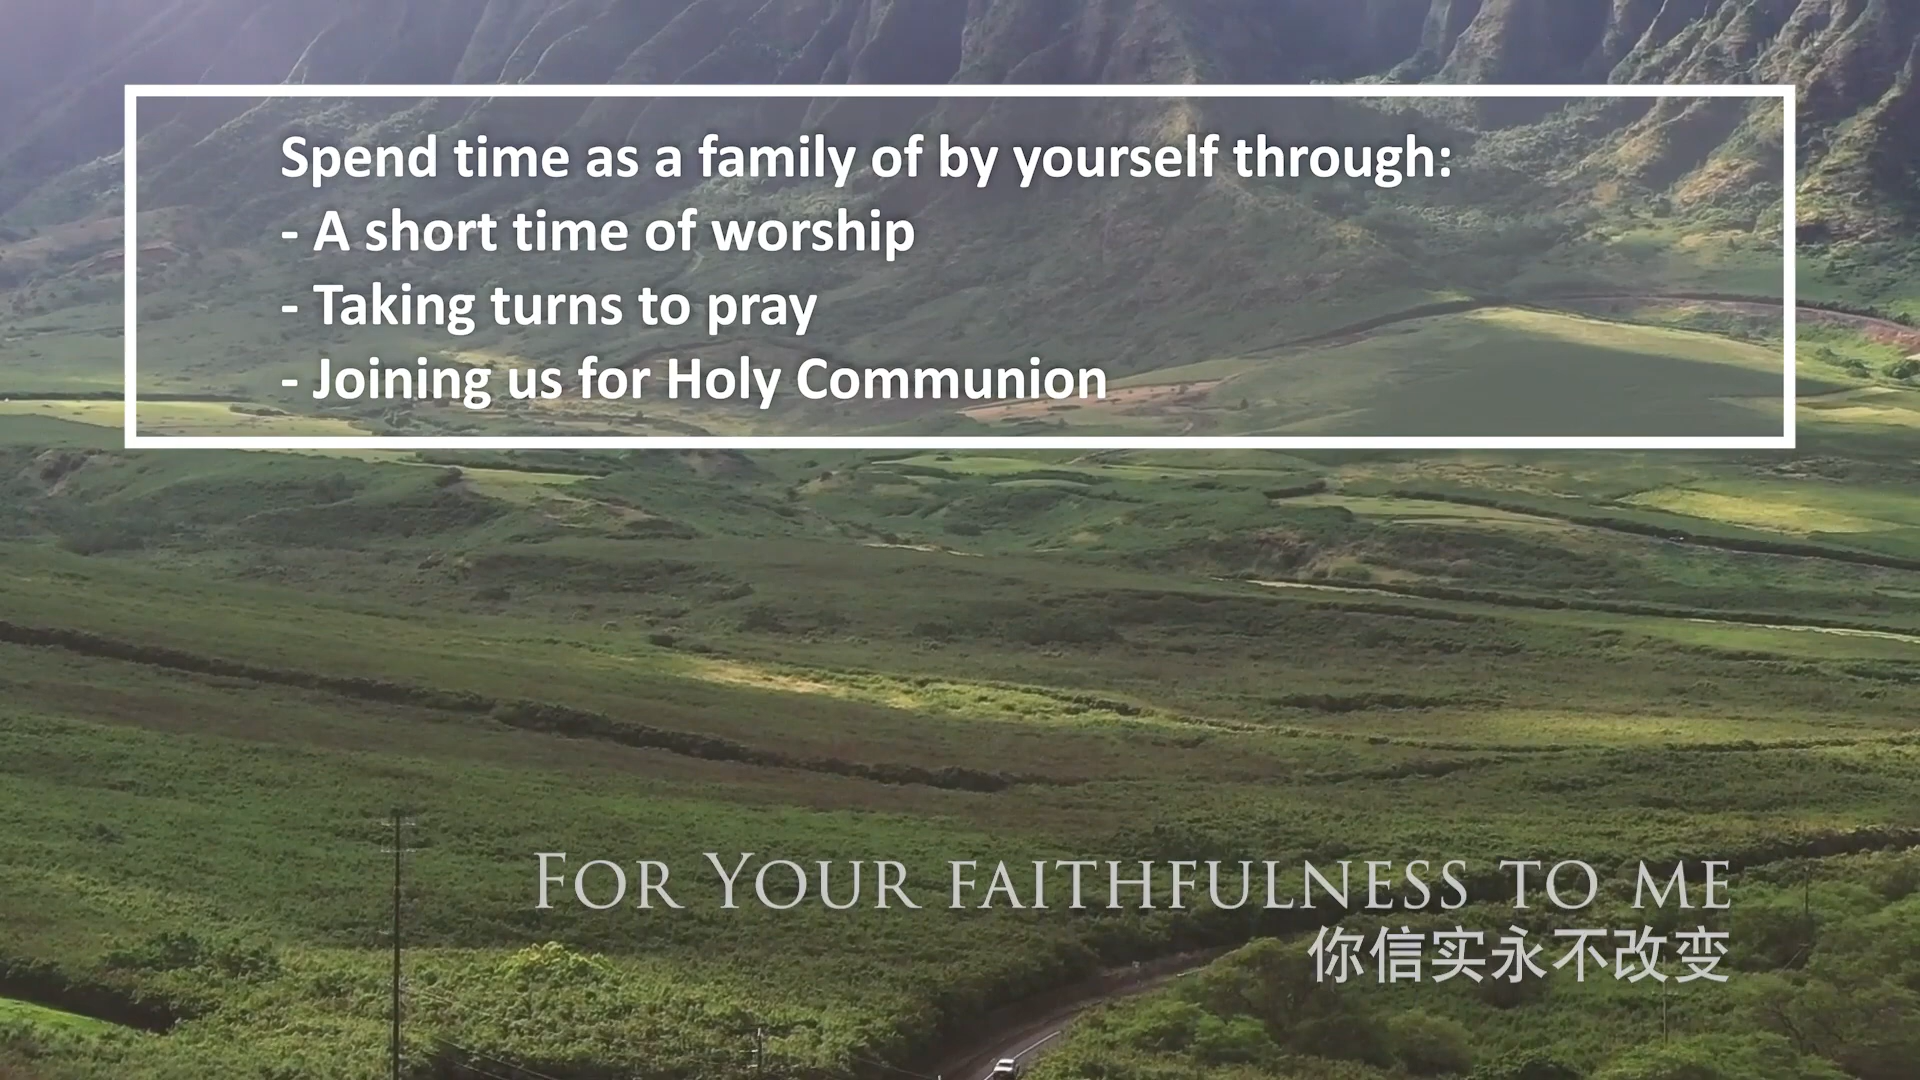 Spend time as a family of by yourself through:
- A short time of worship
- Taking turns to pray
- Joining us for Holy Communion
For Your faithfulness to me
你信实永不改变